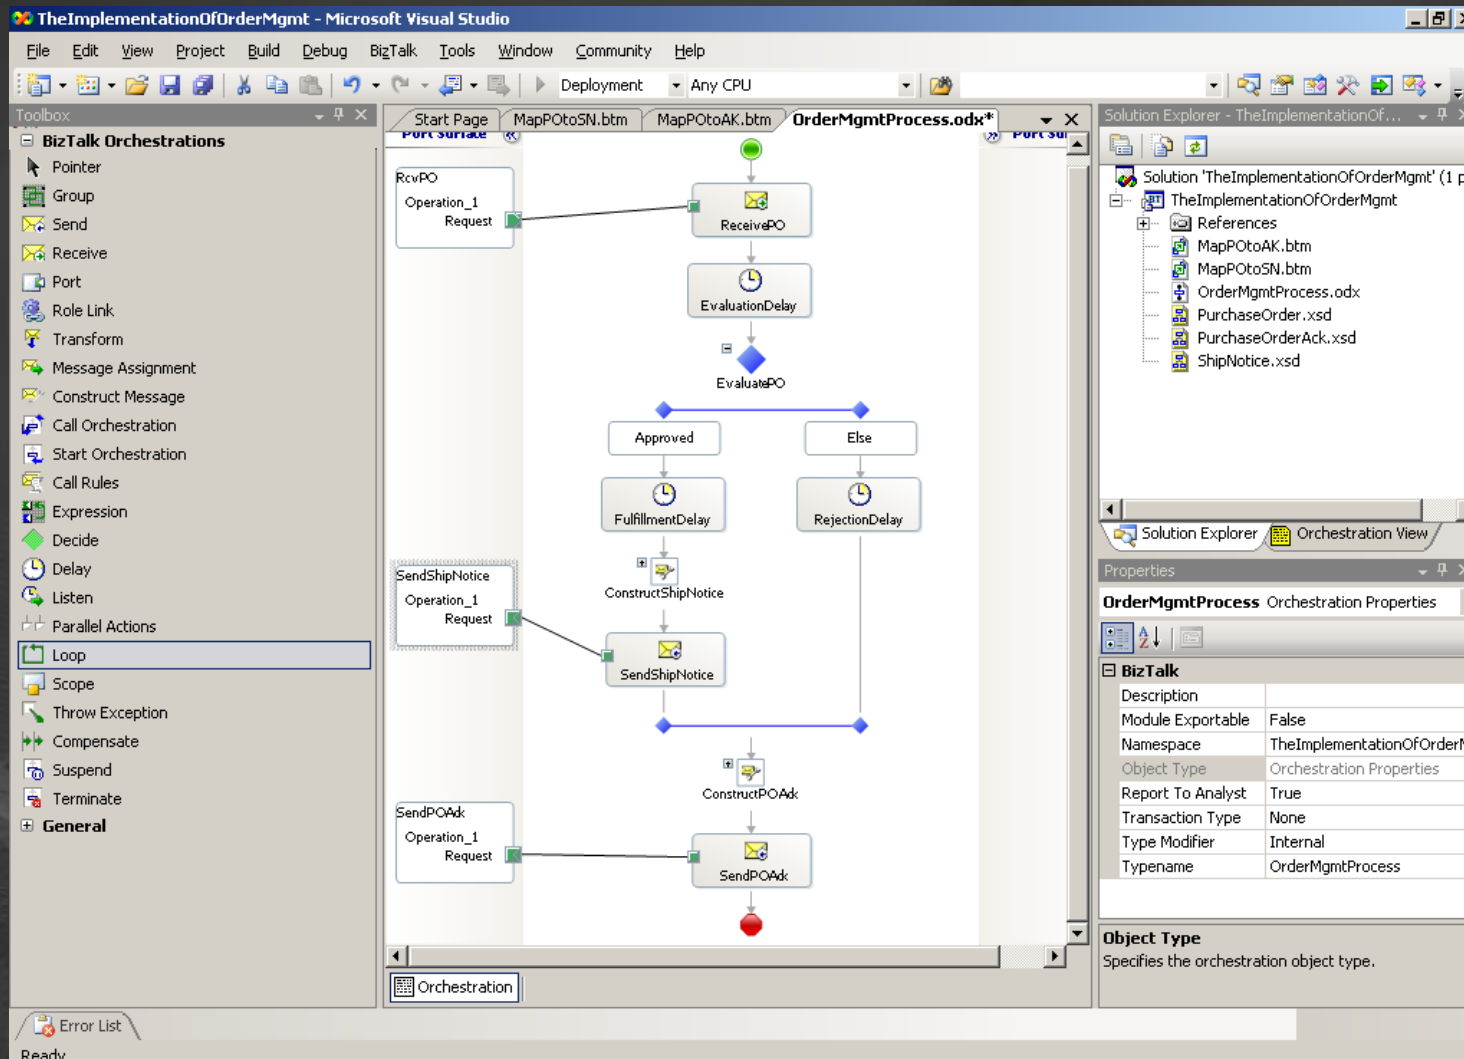 TheImplementationOfOrderMgmt - Microsoft Visual Studio
File Edit View Project Build Debug BizTalk Tools Window Community Help
Deployment Any CPU
Toolbox
BizTalk Orchestrations
Pointer
Group
Send
Receive
Port
Role Link
Transform
Message Assignment
Construct Message
Call Orchestration
Start Orchestration
Call Rules
Expression
Decide
Delay
Listen
Parallel Actions
Loop
Scope
Throw Exception
Compensate
Suspend
Terminate
General
Start Page MapPOtoSN.btm MapPOtoAK.btm OrderMgmtProcess.odx*
Port Surface
Port Sur
RcvPO
Operation_1
Request
ReceivePO
EvaluationDelay
EvaluatePO
Approved Else
FulfillmentDelay RejectionDelay
ConstructShipNotice
SendShipNotice
Operation_1
Request
SendShipNotice
ConstructPOAck
SendPOAck
Operation_1
Request
SendPOAck
Orchestration
Solution Explorer - TheImplementationOf...
BT
Solution 'TheImplementationOfOrderMgmt' (1 p
TheImplementationOfOrderMgmt
References
MapPOtoAK.btm
MapPOtoSN.btm
OrderMgmtProcess.odx
PurchaseOrder.xsd
PurchaseOrderAck.xsd
ShipNotice.xsd
Solution Explorer Orchestration View
Properties
OrderMgmtProcess Orchestration Properties
A
Z
BizTalk
Description
Module Exportable False
Namespace TheImplementationOfOrderM
Object Type Orchestration Properties
Report To Analyst True
Transaction Type None
Type Modifier Internal
Typename OrderMgmtProcess
Object Type
Specifies the orchestration object type.
Error List
Ready